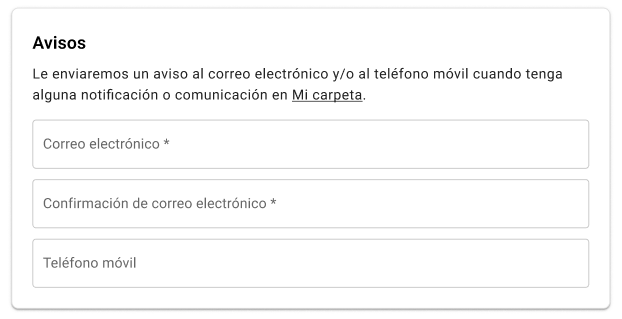 Avisos
Le enviaremos un aviso al correo electrónico y/o al teléfono móvil cuando tenga
alguna notificación o comunicación en Mi carpeta.
Correo electrónico *
Confirmación de correo electrónico *
Teléfono móvil